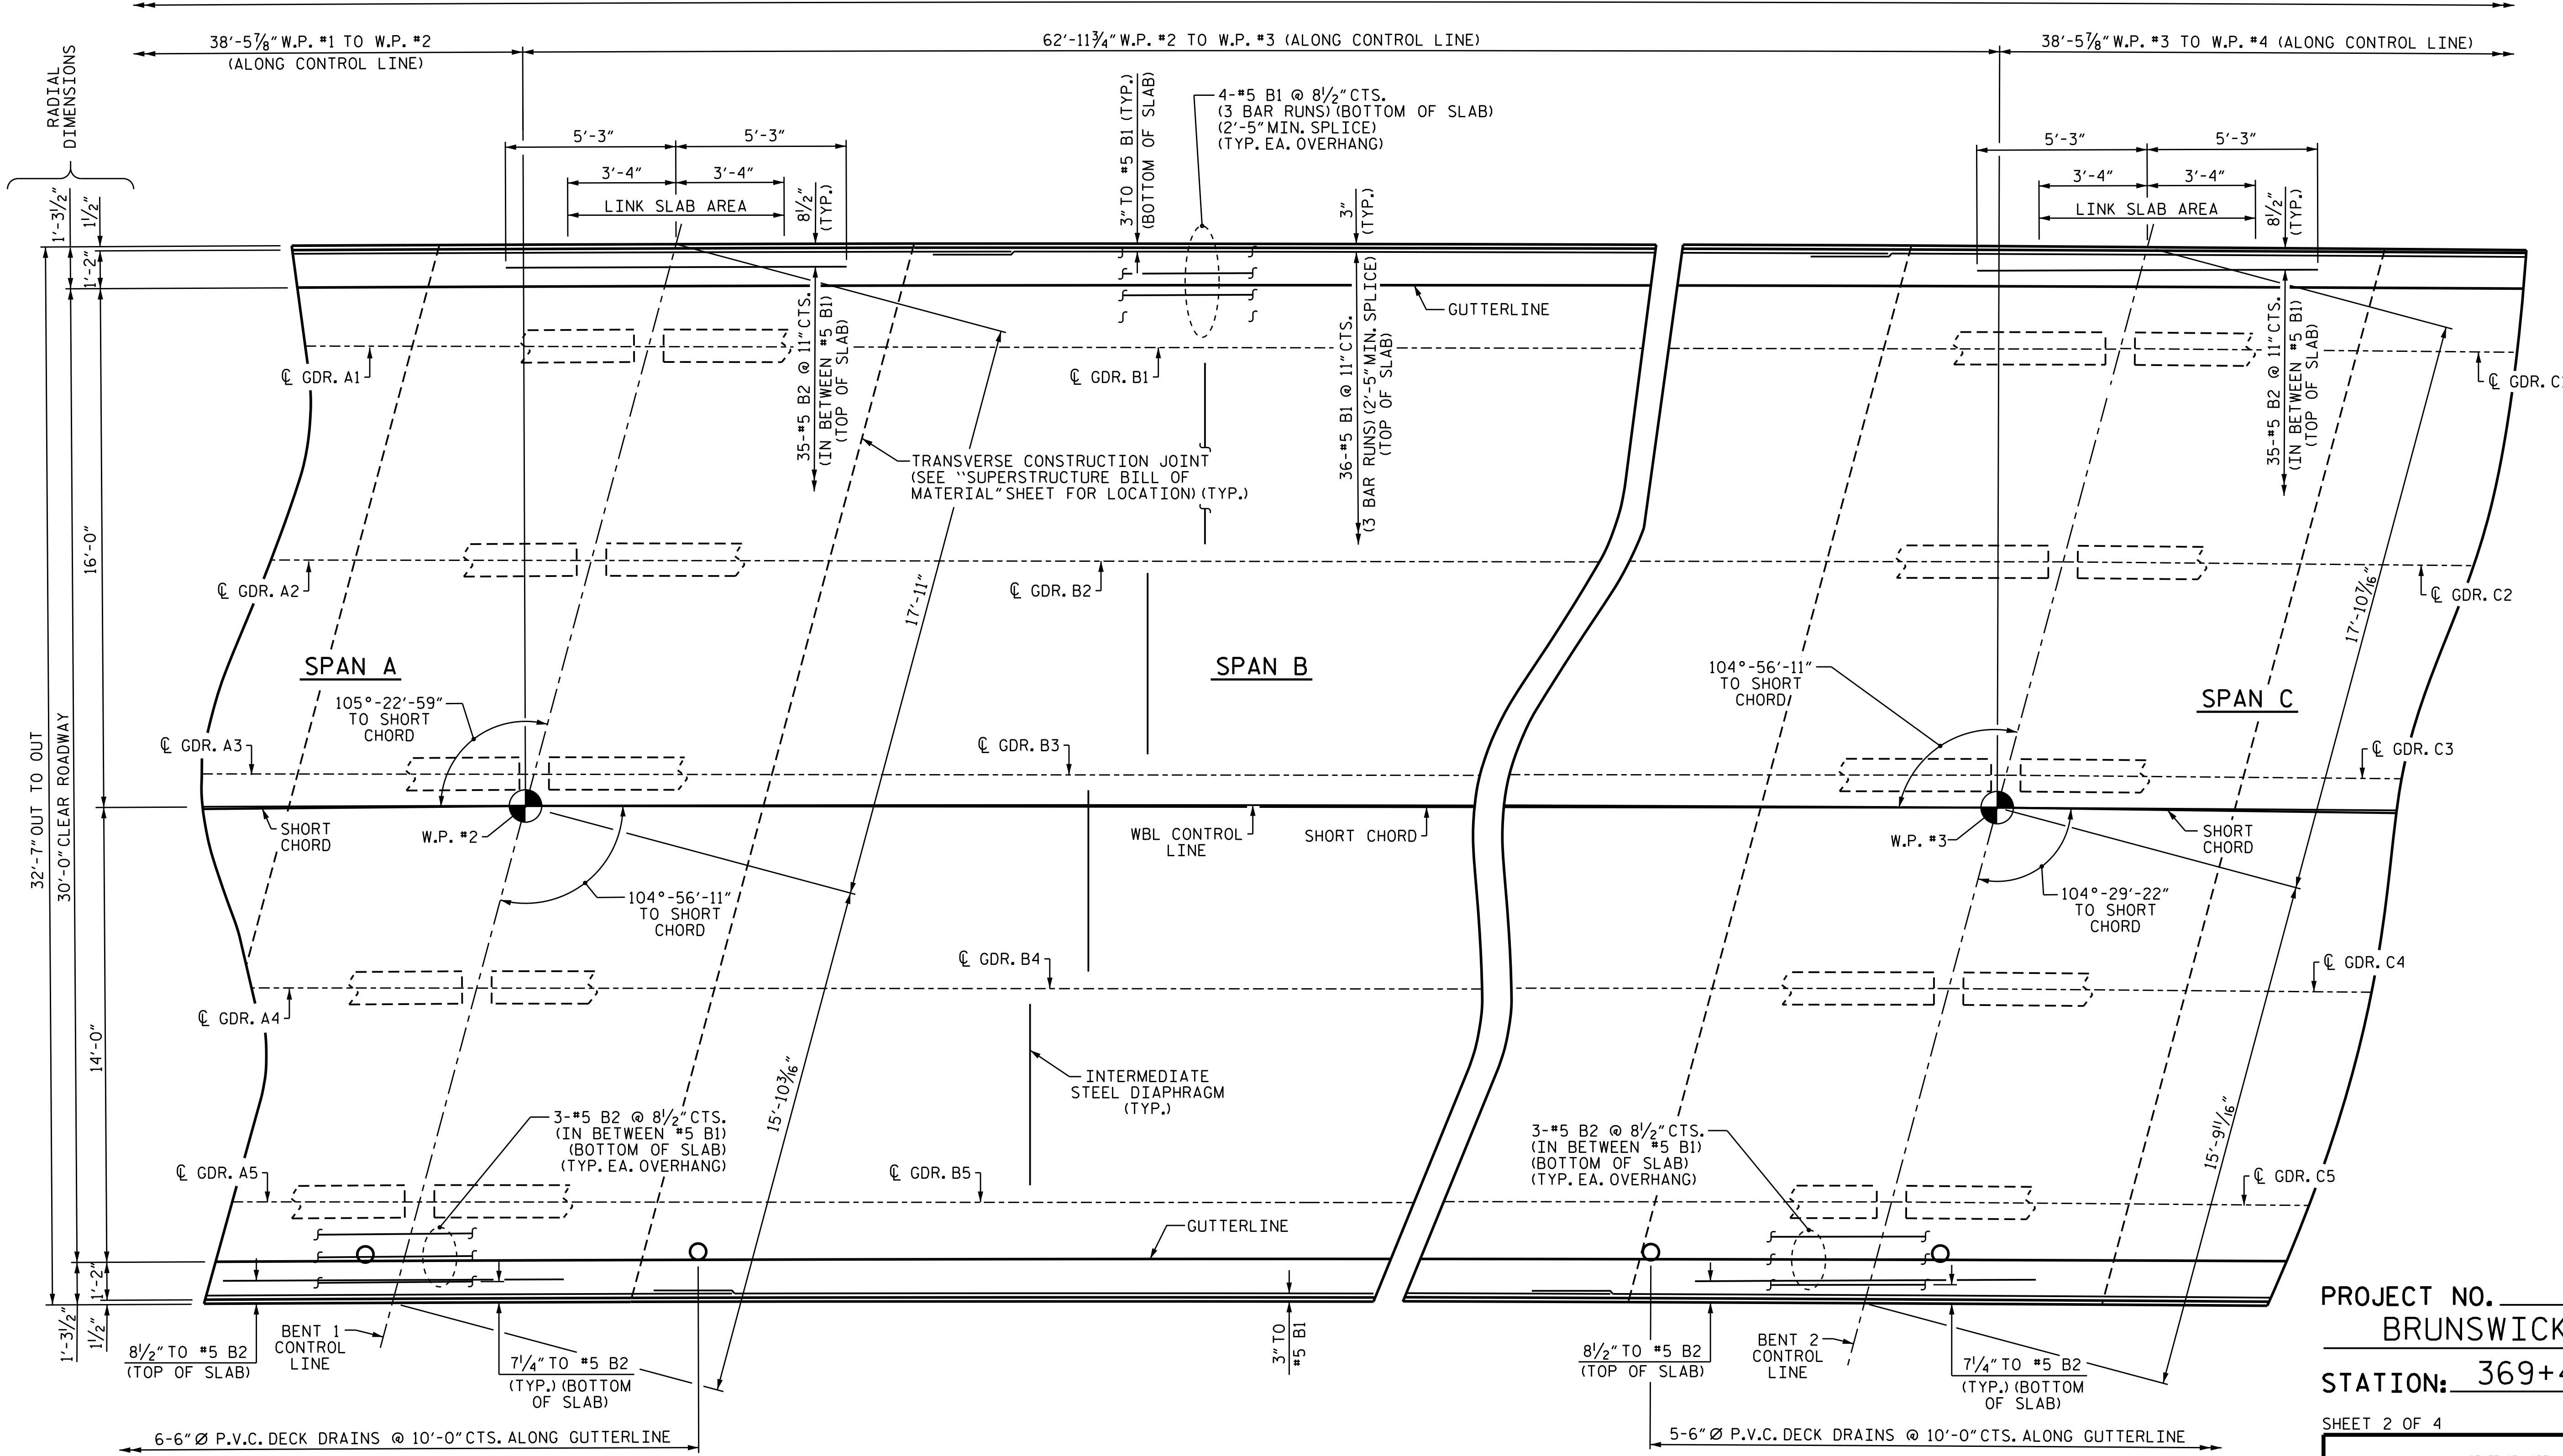 38'-5⅞" W.P. #1 TO W.P. #2
(ALONG CONTROL LINE)
62'-11¾" W.P. #2 TO W.P. #3 (ALONG CONTROL LINE)
38'-5⅞" W.P. #3 TO W.P. #4 (ALONG CONTROL LINE)
RADIAL
DIMENSIONS
1'-3½"
1½"
1'-2"
5'-3"
5'-3"
3'-4"
3'-4"
LINK SLAB AREA
8½"
(TYP.)
3" TO #5 B1 (TYP.)
(BOTTOM OF SLAB)
4-#5 B1 @ 8½" CTS.
(3 BAR RUNS) (BOTTOM OF SLAB)
(2'-5" MIN. SPLICE)
(TYP. EA. OVERHANG)
3"
(TYP.)
5'-3"
5'-3"
3'-4"
3'-4"
LINK SLAB AREA
8½"
(TYP.)
35-#5 B2 @ 11" CTS.
(IN BETWEEN #5 B1)
(TOP OF SLAB)
36-#5 B1 @ 11" CTS.
(3 BAR RUNS) (2'-5" MIN. SPLICE)
(TOP OF SLAB)
GUTTERLINE
35-#5 B2 @ 11" CTS.
(IN BETWEEN #5 B1)
(TOP OF SLAB)
℄ GDR. A1
℄ GDR. B1
℄ GDR. C
TRANSVERSE CONSTRUCTION JOINT
(SEE "SUPERSTRUCTURE BILL OF
MATERIAL" SHEET FOR LOCATION) (TYP.)
16'-0"
℄ GDR. A2
17'-11"
℄ GDR. B2
℄ GDR. C2
17'-10 7/16"
SPAN A
SPAN B
SPAN C
105°-22'-59"
TO SHORT
CHORD
104°-56'-11"
TO SHORT
CHORD
32'-7" OUT TO OUT
30'-0" CLEAR ROADWAY
℄ GDR. A3
℄ GDR. B3
℄ GDR. C3
SHORT
CHORD
W.P. #2
WBL CONTROL
LINE
SHORT CHORD
W.P. #3
SHORT
CHORD
104°-56'-11"
TO SHORT
CHORD
104°-29'-22"
TO SHORT
CHORD
℄ GDR. A4
℄ GDR. B4
℄ GDR. C4
14'-0"
15'-10 3/16"
INTERMEDIATE
STEEL DIAPHRAGM
(TYP.)
15'-9 11/16"
3-#5 B2 @ 8½" CTS.
(IN BETWEEN #5 B1)
(BOTTOM OF SLAB)
(TYP. EA. OVERHANG)
3-#5 B2 @ 8½" CTS.
(IN BETWEEN #5 B1)
(BOTTOM OF SLAB)
(TYP. EA. OVERHANG)
℄ GDR. A5
℄ GDR. B5
℄ GDR. C5
GUTTERLINE
1'-2"
1'-3½"
1½"
8½" TO #5 B2
(TOP OF SLAB)
BENT 1
CONTROL
LINE
7¼" TO #5 B2
(TYP.) (BOTTOM
OF SLAB)
3" TO
#5 B1
8½" TO #5 B2
(TOP OF SLAB)
BENT 2
CONTROL
LINE
7¼" TO #5 B2
(TYP.) (BOTTOM
OF SLAB)
6-6" Ø P.V.C. DECK DRAINS @ 10'-0" CTS. ALONG GUTTERLINE
5-6" Ø P.V.C. DECK DRAINS @ 10'-0" CTS. ALONG GUTTERLINE
PROJECT NO.
BRUNSWICK
STATION: 369+4
SHEET 2 OF 4